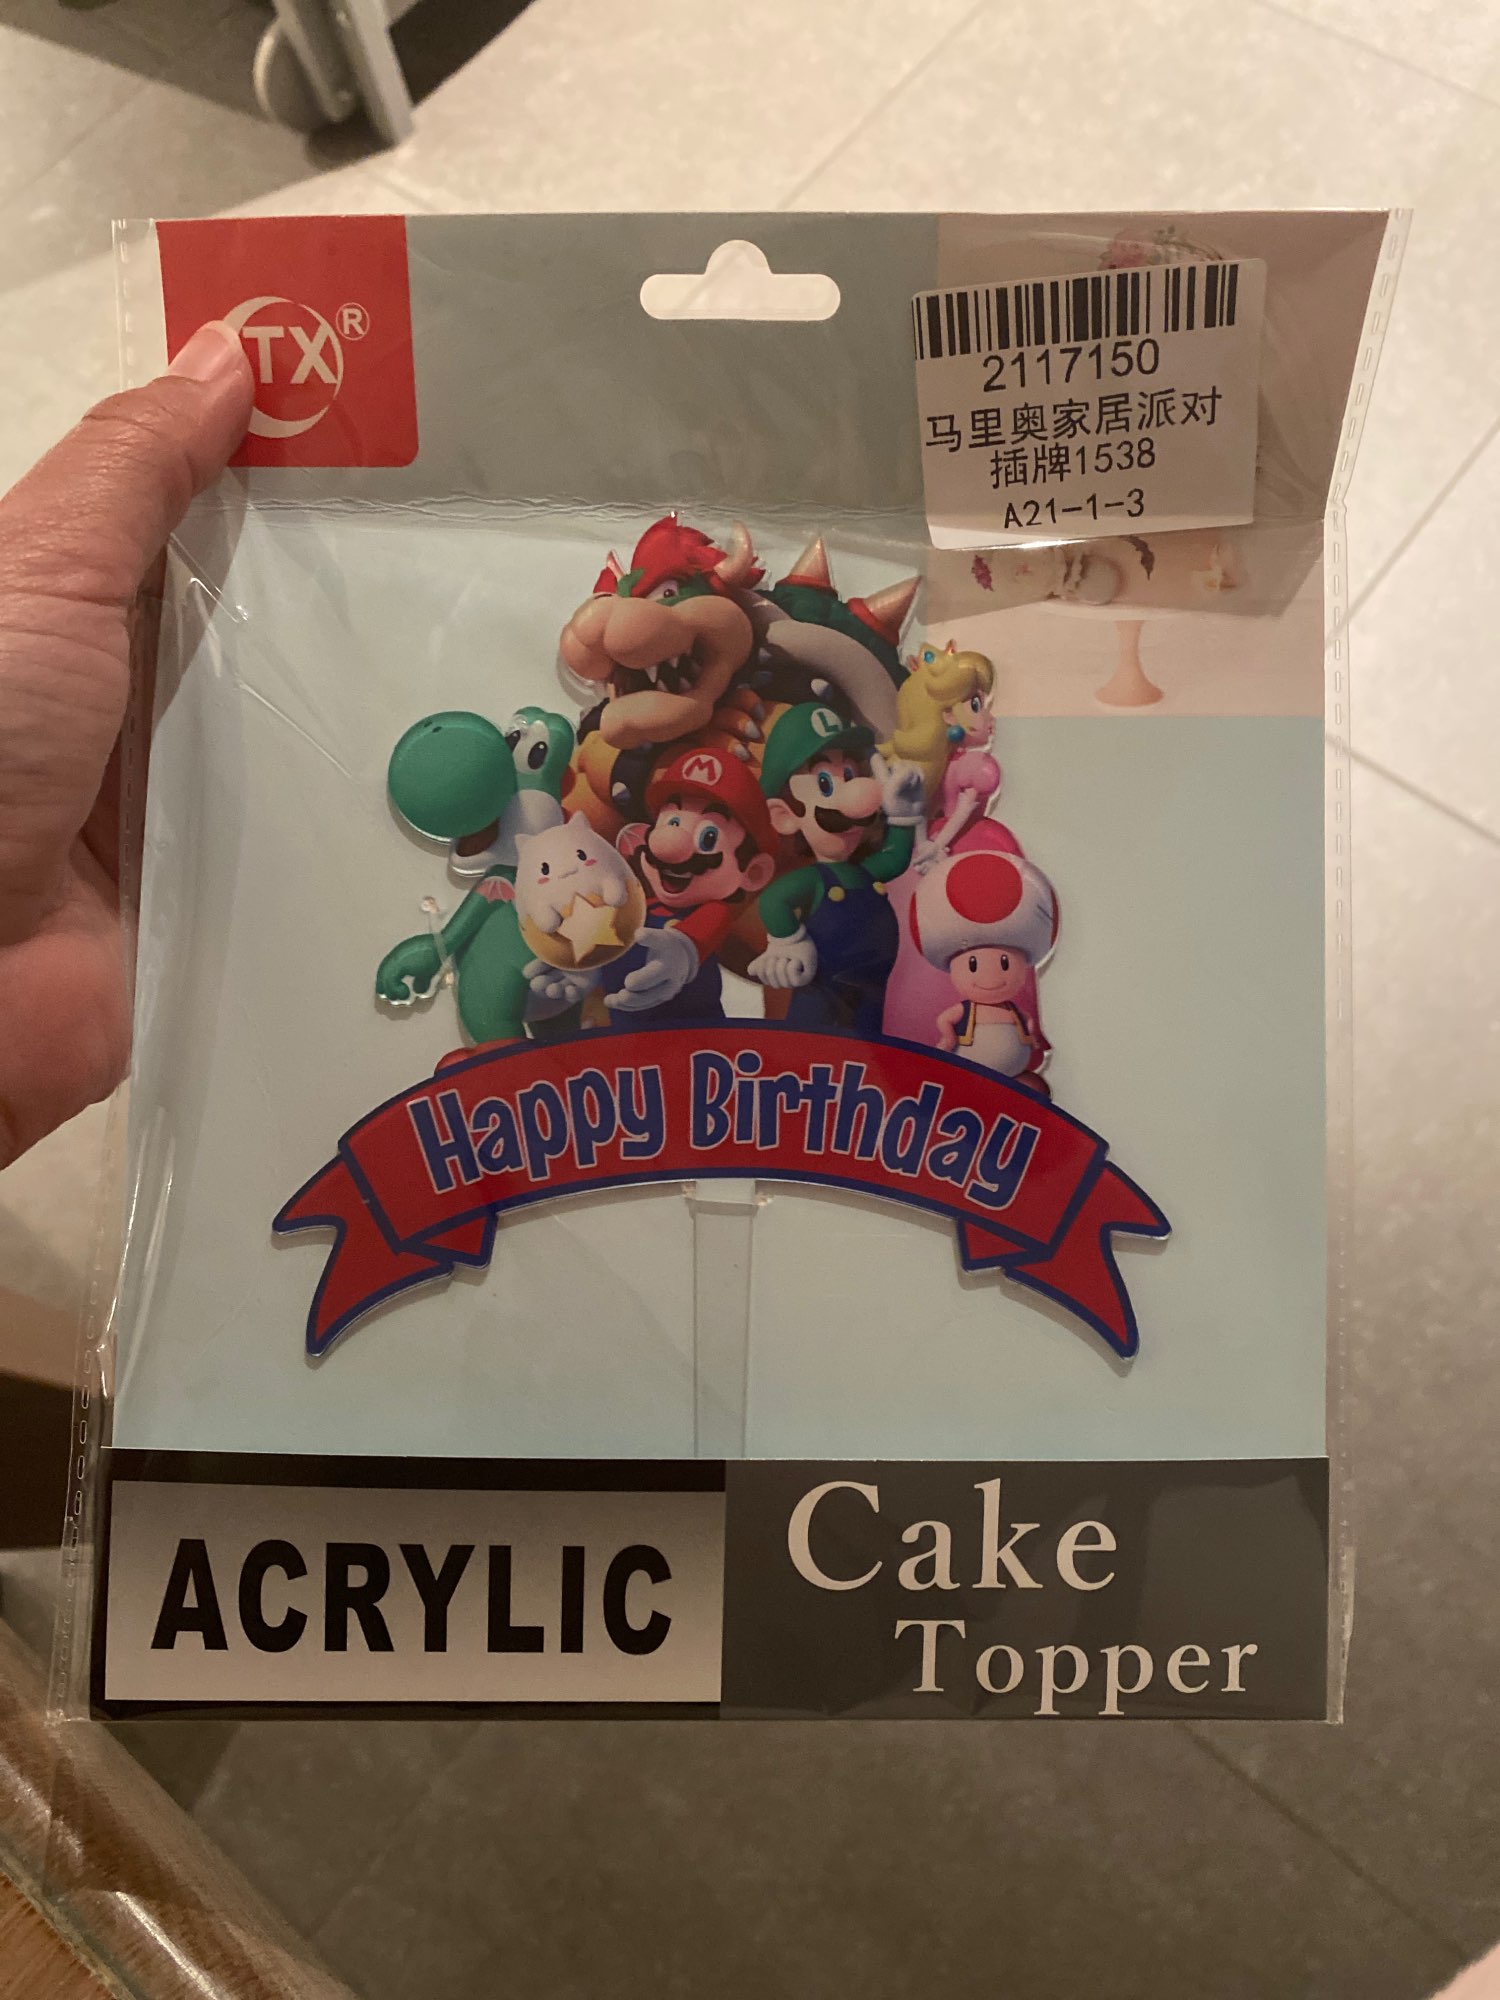 TX®
2117150
马里奥家居派对
插牌1538
A21-1-3
L
M
Happy Birthday
ACRYLIC
Cake
Topper